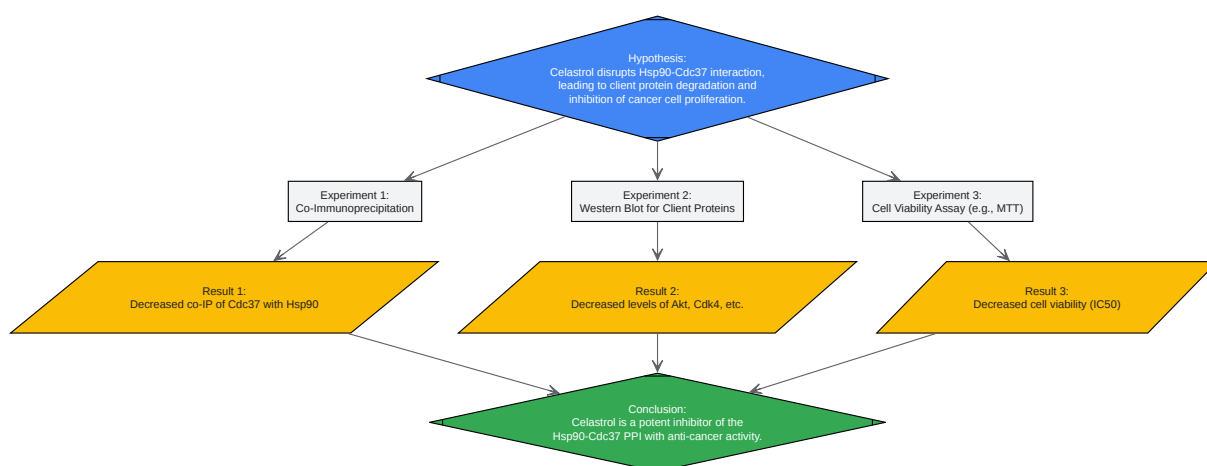 Hypothesis:
Celastrol disrupts Hsp90-Cdc37 interaction,
leading to client protein degradation and
inhibition of cancer cell proliferation.
Experiment 1:
Co-Immunoprecipitation
Experiment 2:
Western Blot for Client Proteins
Experiment 3:
Cell Viability Assay (e.g., MTT)
Result 1:
Decreased co-IP of Cdc37 with Hsp90
Result 2:
Decreased levels of Akt, Cdk4, etc.
Result 3:
Decreased cell viability (IC50)
Conclusion:
Celastrol is a potent inhibitor of the
Hsp90-Cdc37 PPI with anti-cancer activity.